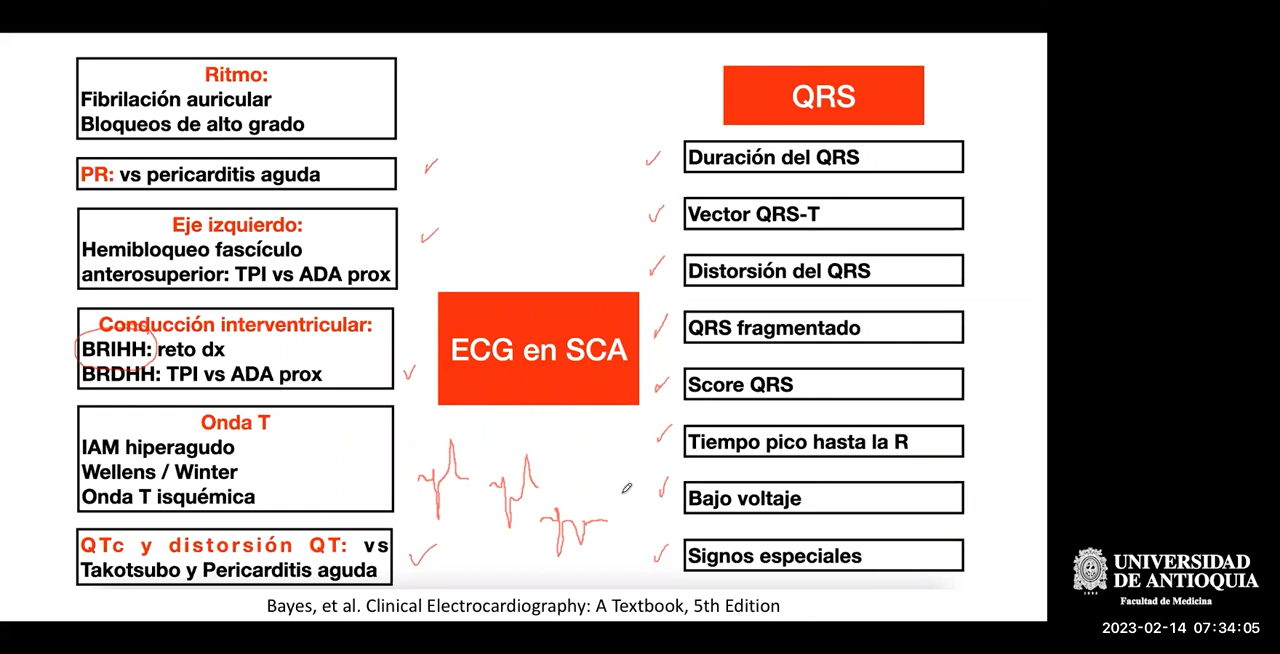 Ritmo:
Fibrilación auricular
Bloqueos de alto grado
PR: vs pericarditis aguda
Eje izquierdo:
Hemibloqueo fascículo
anterosuperior: TPI vs ADA prox
Conducción interventricular:
BRIHH: reto dx
BRDHH: TPI vs ADA prox
Onda T
IAM hiperagudo
Wellens / Winter
Onda T isquémica
QTc y distorsión QT: vs
Takotsubo y Pericarditis aguda
ECG en SCA
QRS
Duración del QRS
Vector QRS-T
Distorsión del QRS
QRS fragmentado
Score QRS
Tiempo pico hasta la R
Bajo voltaje
Signos especiales
Bayes, et al. Clinical Electrocardiography: A Textbook, 5th Edition
UNIVERSIDAD
DE ANTIOQUIA
Facultad de Medicina
1803
2023-02-14 07:34:05